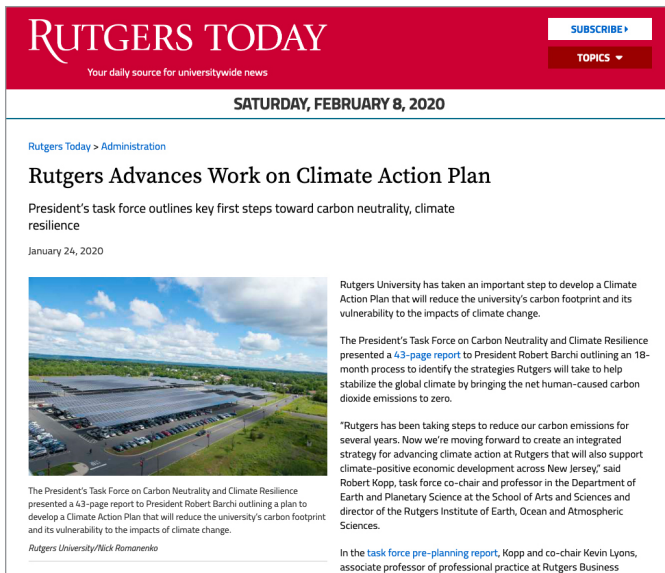 RUTGERS TODAY
Your daily source for universitywide news
SUBSCRIBE
TOPICS
SATURDAY, FEBRUARY 8, 2020
Rutgers Today > Administration
Rutgers Advances Work on Climate Action Plan
President's task force outlines key first steps toward carbon neutrality, climate
resilience
January 24, 2020
The President's Task Force on Carbon Neutrality and Climate Resilience
presented a 43-page report to President Robert Barchi outlining a plan to
develop a Climate Action Plan that will reduce the university's carbon footprint
and its vulnerability to the impacts of climate change.
Rutgers University/Nick Romanenko
Rutgers University has taken an important step to develop a Climate
Action Plan that will reduce the university's carbon footprint and its
vulnerability to the impacts of climate change.
The President's Task Force on Carbon Neutrality and Climate Resilience
presented a 43-page report to President Robert Barchi outlining an 18-
month process to identify the strategies Rutgers will take to help
stabilize the global climate by bringing the net human-caused carbon
dioxide emissions to zero.
"Rutgers has been taking steps to reduce our carbon emissions for
several years. Now we're moving forward to create an integrated
strategy for advancing climate action at Rutgers that will also support
climate-positive economic development across New Jersey," said
Robert Kopp, task force co-chair and professor in the Department of
Earth and Planetary Science at the School of Arts and Sciences and
director of the Rutgers Institute of Earth, Ocean and Atmospheric
Sciences.
In the task force pre-planning report, Kopp and co-chair Kevin Lyons,
associate professor of professional practice at Rutgers Business